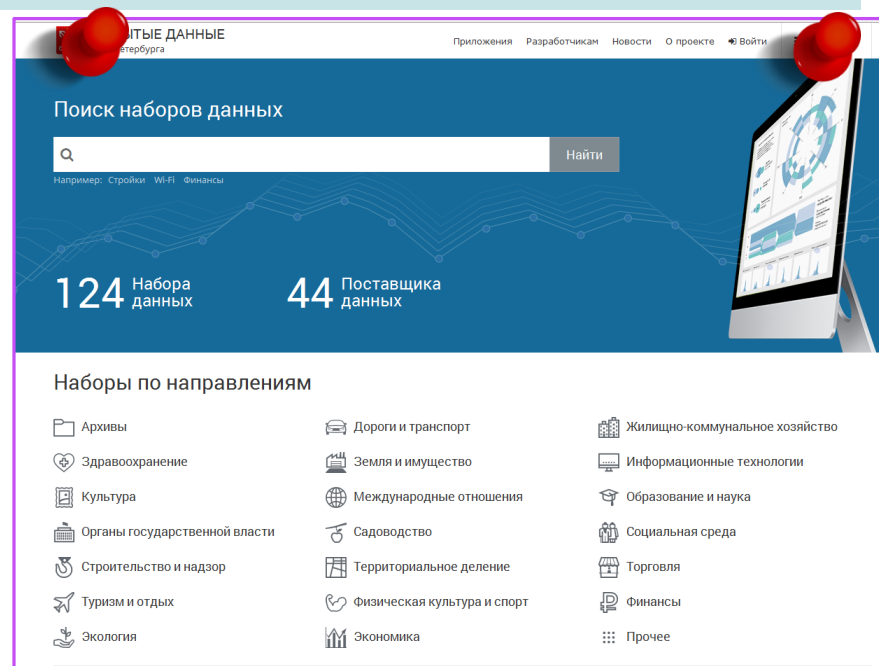 ЫТЫЕ ДАННЫЕ
етербурга
Приложения Разработчикам Новости О проекте Войти
Поиск наборов данных
Найти
Например: Стройки Wi-Fi Финансы
124 Набора данных
44 Поставщика данных
Наборы по направлениям
Архивы Дороги и транспорт Жилищно-коммунальное хозяйство
Здравоохранение Земля и имущество Информационные технологии
Культура Международные отношения Образование и наука
Органы государственной власти Садоводство Социальная среда
Строительство и надзор Территориальное деление Торговля
Туризм и отдых Физическая культура и спорт Финансы
Экология Экономика Прочее